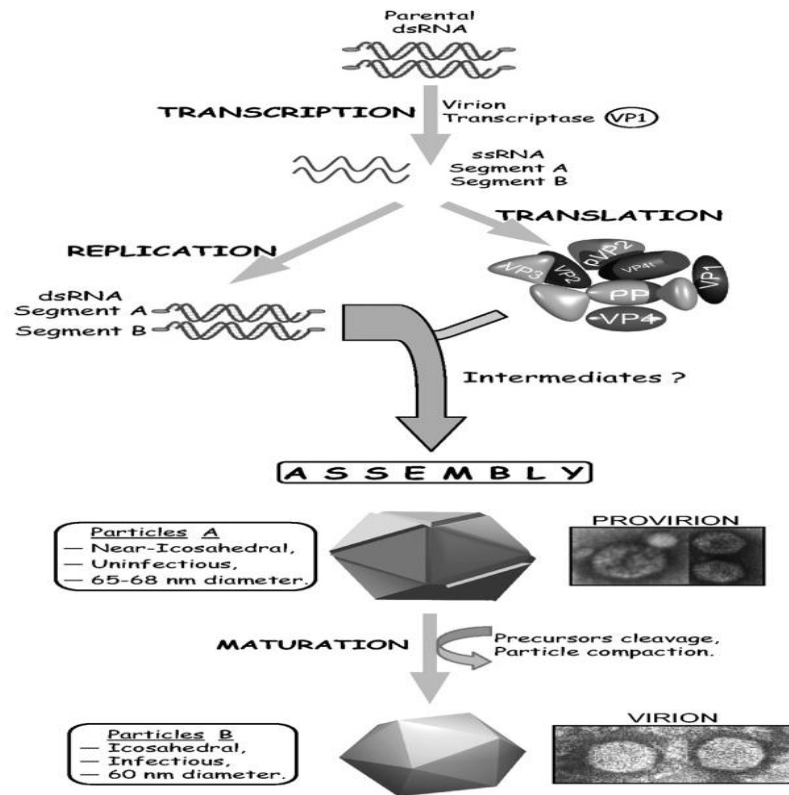 Parental
dsRNA
TRANSCRIPTION
Virion
Transcriptase VP1
ssRNA
Segment A
Segment B
REPLICATION
TRANSLATION
dsRNA
Segment A
Segment B
VP3
VP2
pVP2
VP4t
VP1
PP
VP4
Intermediates ?
ASSEMBLY
Particles A
— Near-Icosahedral,
— Uninfectious,
— 65-68 nm diameter.
PROVIRION
MATURATION
Precursors cleavage,
Particle compaction.
Particles B
— Icosahedral,
— Infectious,
— 60 nm diameter.
VIRION